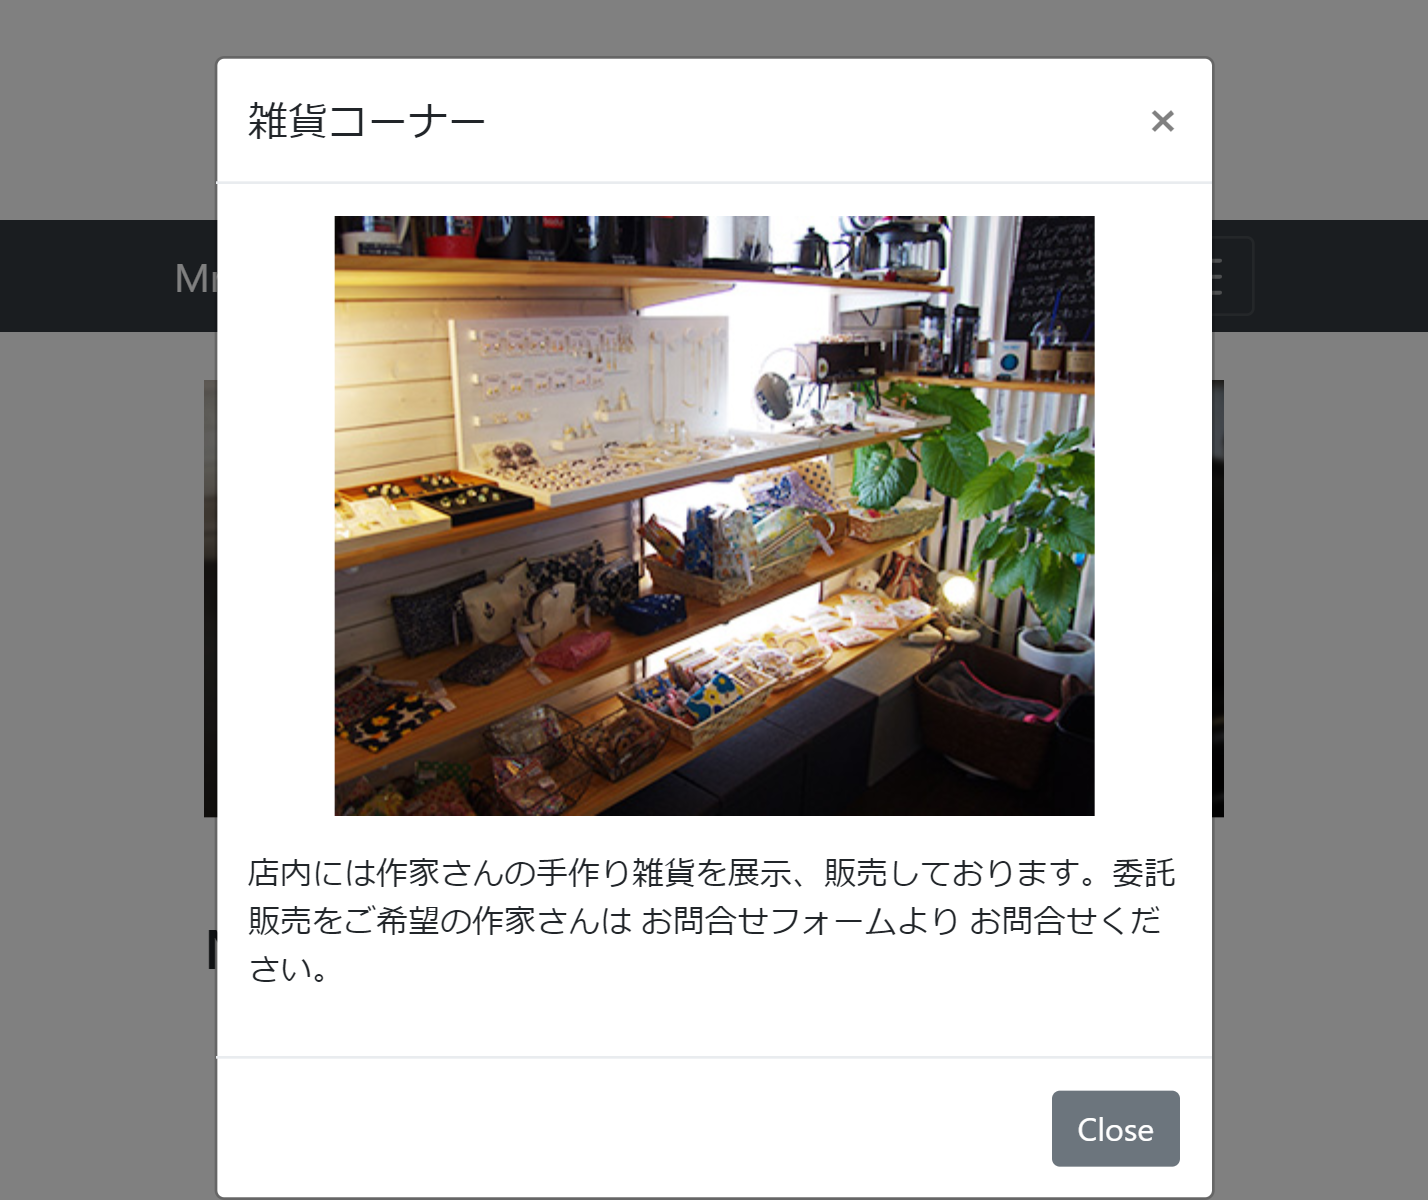 雑貨コーナー
×
店内には作家さんの手作り雑貨を展示、販売しております。委託
販売をご希望の作家さんは お問合せフォームより お問合せくだ
さい。
Close